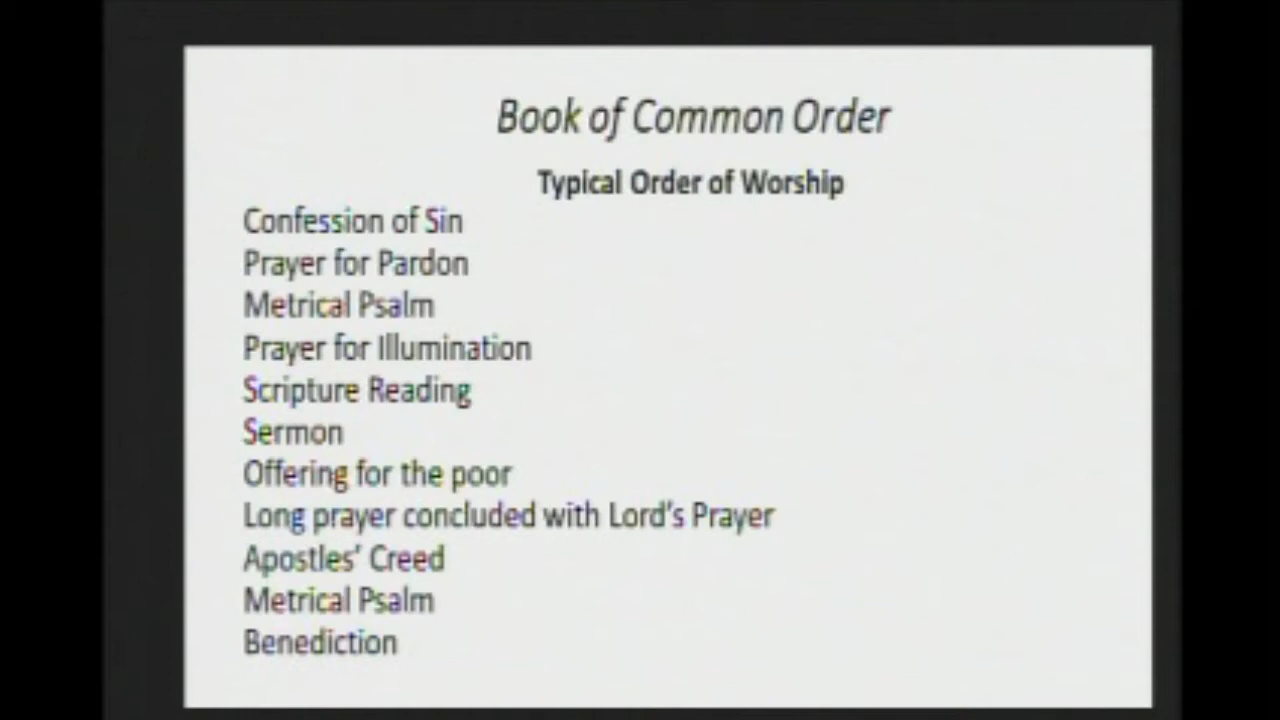 Book of Common Order
Typical Order of Worship
Confession of Sin
Prayer for Pardon
Metrical Psalm
Prayer for Illumination
Scripture Reading
Sermon
Offering for the poor
Long prayer concluded with Lord's Prayer
Apostles' Creed
Metrical Psalm
Benediction